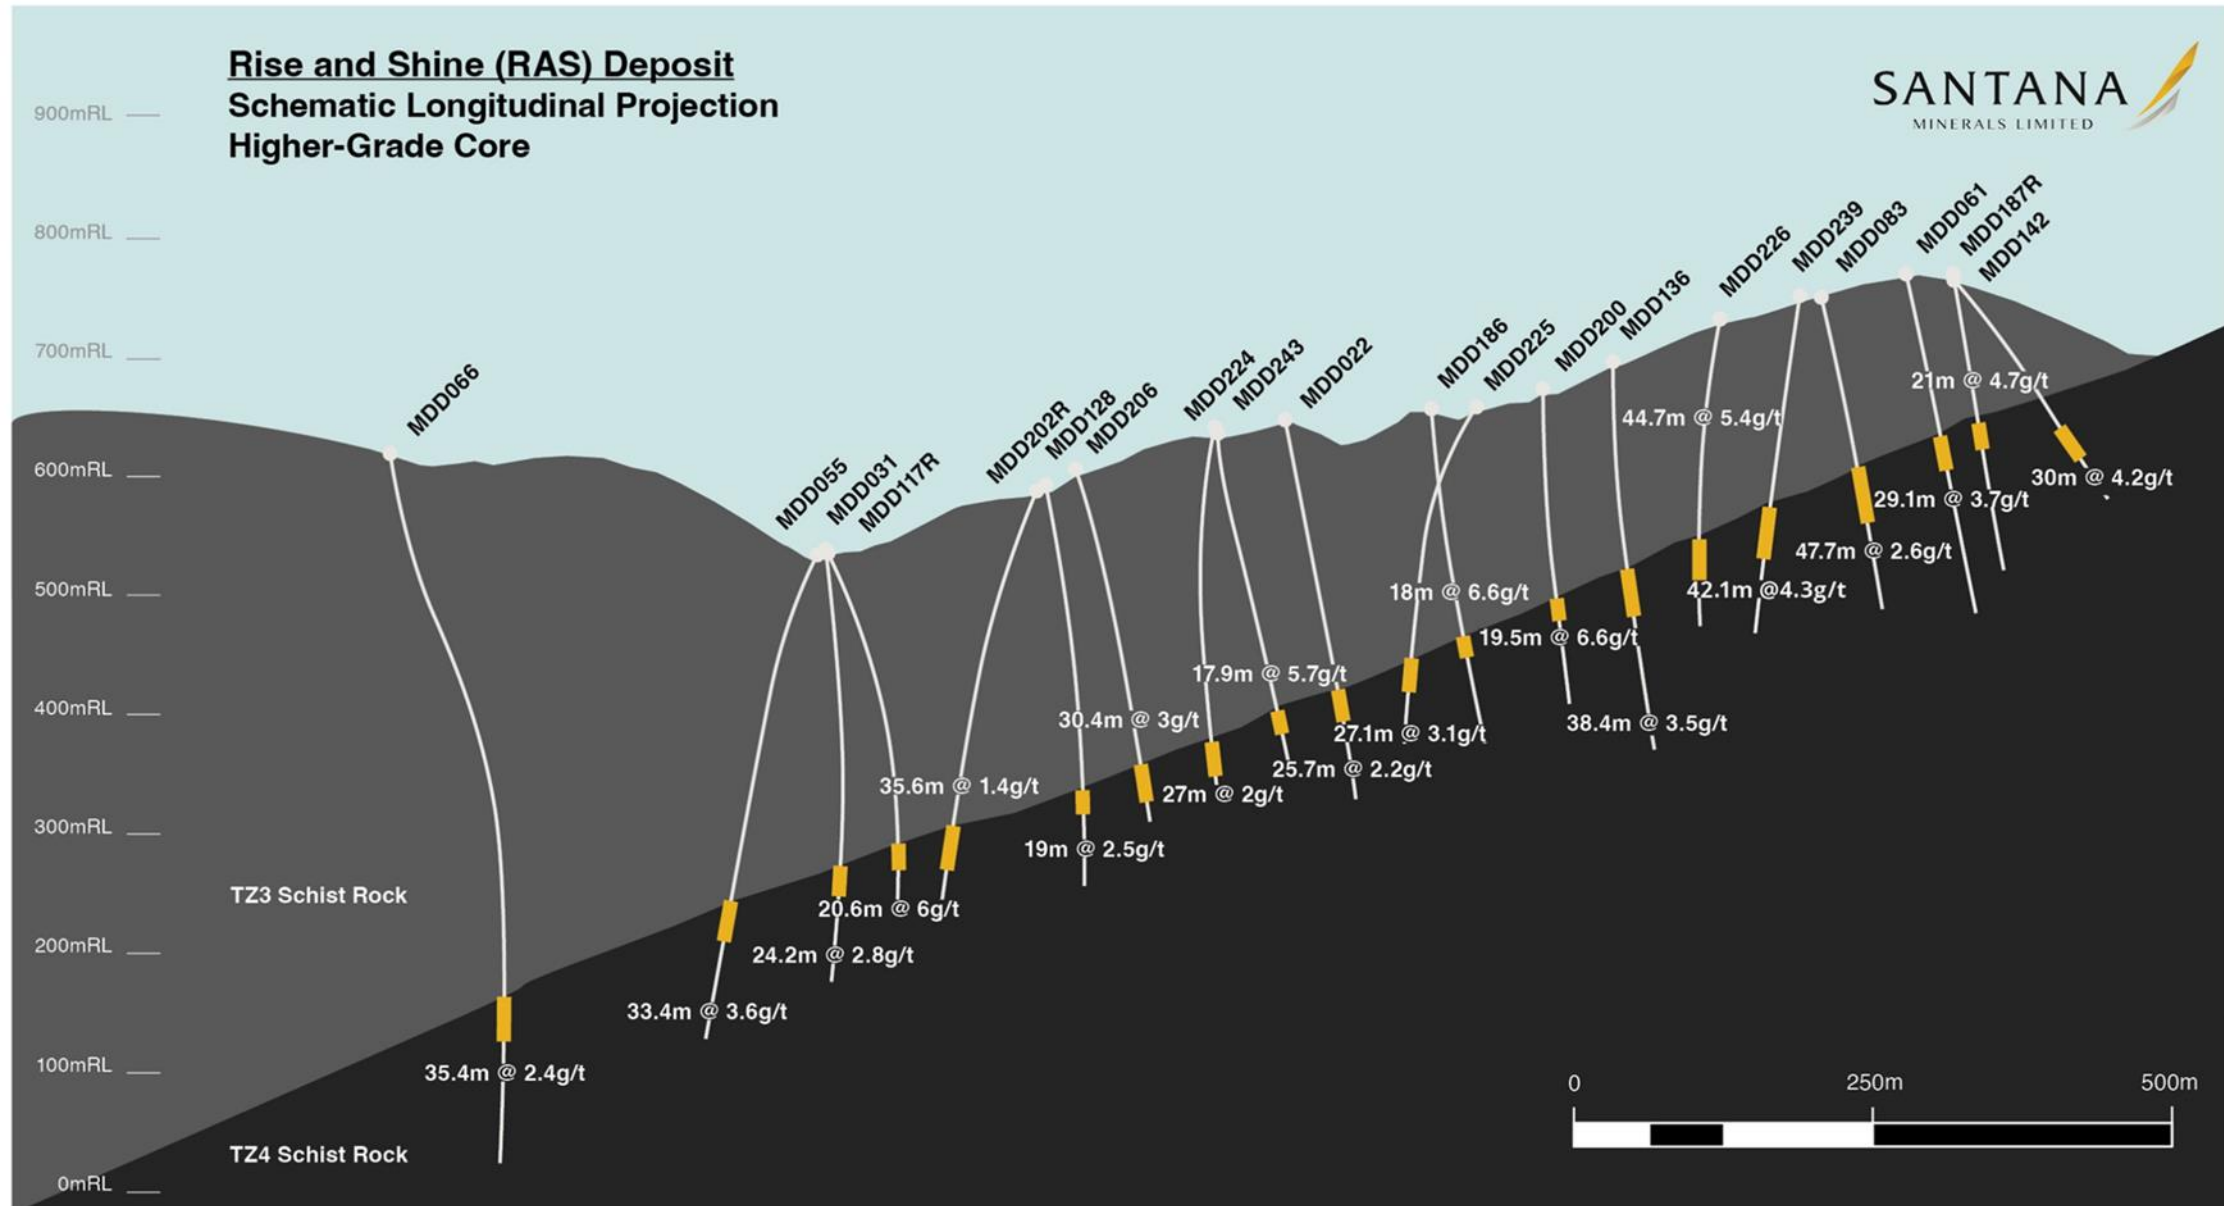 Rise and Shine (RAS) Deposit
Schematic Longitudinal Projection
Higher-Grade Core
SANTANA
MINERALS LIMITED
900mRL
800mRL
700mRL
600mRL
500mRL
400mRL
300mRL
200mRL
100mRL
0mRL
MDD066
MDD055
MDD031
MDD117R
MDD202R
MDD128
MDD206
MDD224
MDD243
MDD022
MDD186
MDD225
MDD200
MDD136
MDD226
MDD239
MDD083
MDD061
MDD187R
MDD142
35.4m @ 2.4g/t
33.4m @ 3.6g/t
24.2m @ 2.8g/t
20.6m @ 6g/t
35.6m @ 1.4g/t
19m @ 2.5g/t
30.4m @ 3g/t
27m @ 2g/t
17.9m @ 5.7g/t
25.7m @ 2.2g/t
27.1m @ 3.1g/t
18m @ 6.6g/t
19.5m @ 6.6g/t
38.4m @ 3.5g/t
44.7m @ 5.4g/t
42.1m @4.3g/t
47.7m @ 2.6g/t
29.1m @ 3.7g/t
21m @ 4.7g/t
30m @ 4.2g/t
TZ3 Schist Rock
TZ4 Schist Rock
0
250m
500m